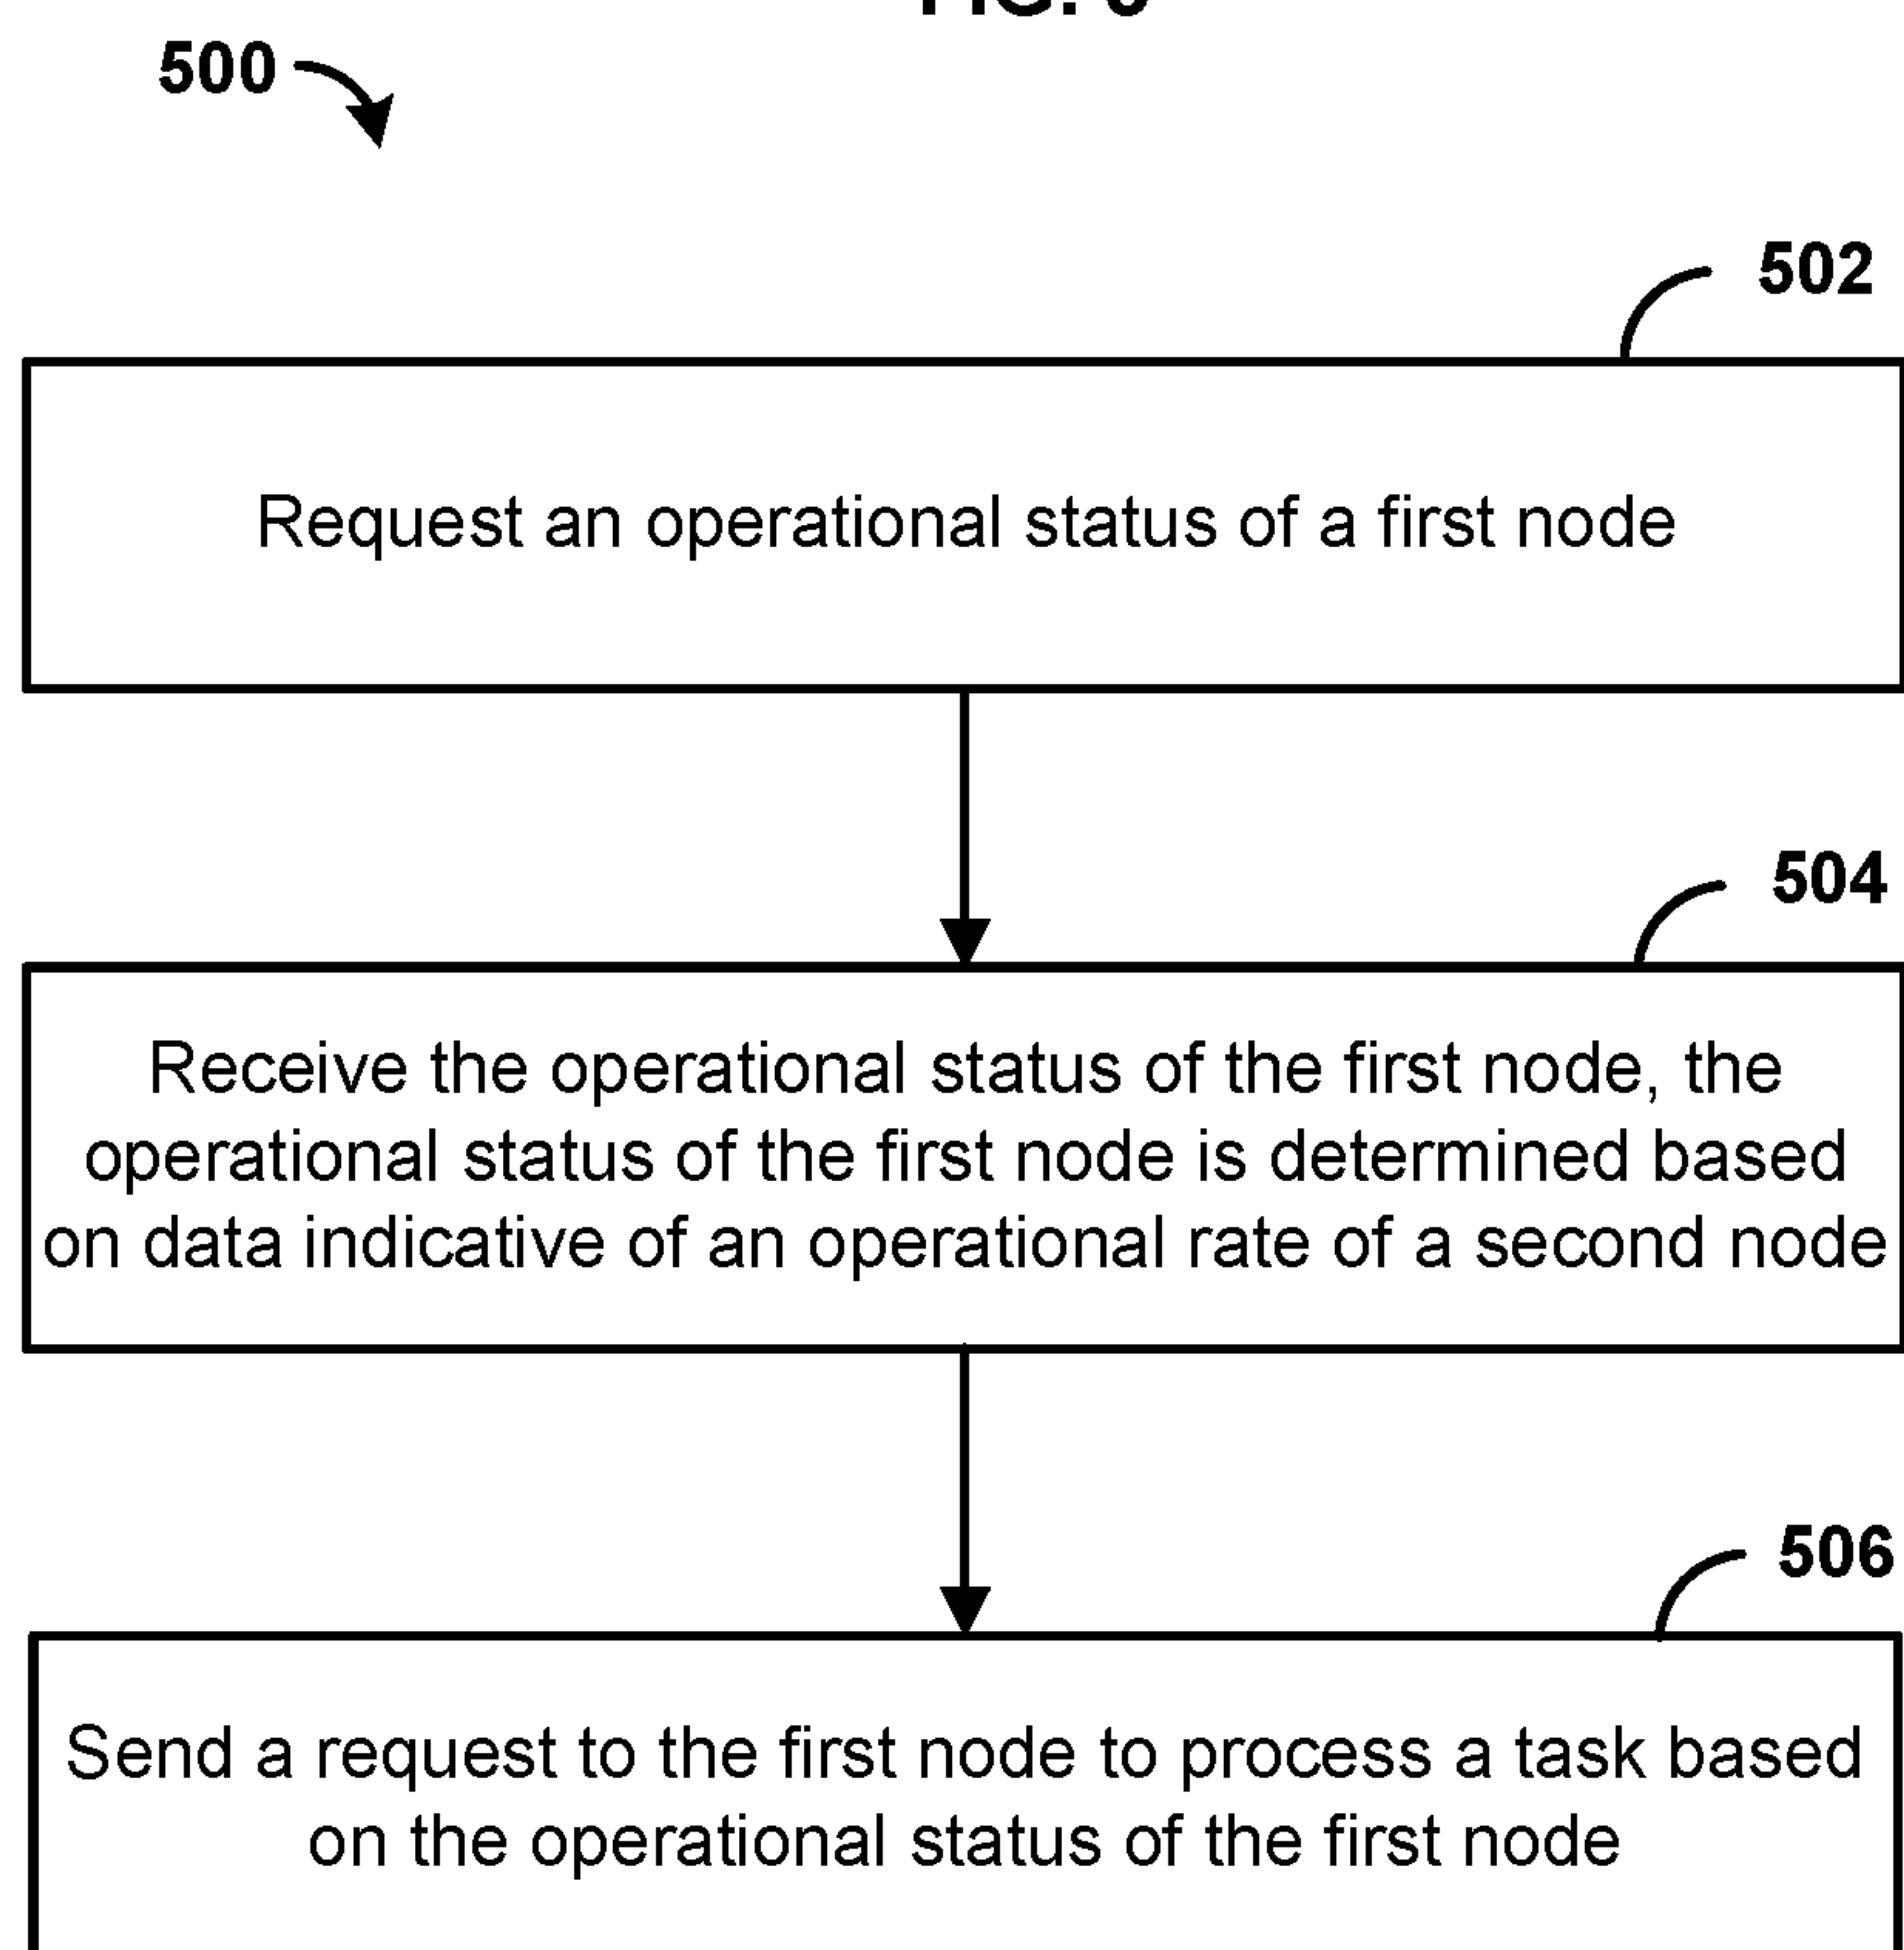 500
502
Request an operational status of a first node
504
Receive the operational status of the first node, the
operational status of the first node is determined based
on data indicative of an operational rate of a second node
506
Send a request to the first node to process a task based
on the operational status of the first node